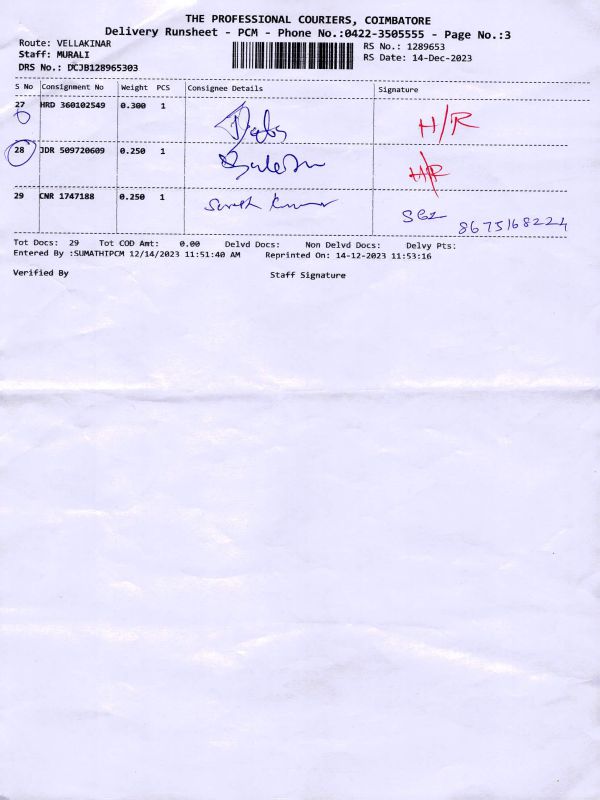 THE PROFESSIONAL COURIERS, COIMBATORE
Delivery Runsheet - PCM - Phone No.:0422-3505555 - Page No.:3
Route: VELLAKINAR RS No.: 1289653
Staff: MURALI RS Date: 14-Dec-2023
DRS No.: DCJB128965303
S No Consignment No Weight PCS Consignee Details Signature
27 HRD 360102549 0.300 1 H/R
28 JDR 509720609 0.250 1 H/R
29 CNR 1747188 0.250 1 Suresh Kumar 8675168224
Tot Docs: 29 Tot COD Amt: 0.00 Delvd Docs: Non Delvd Docs: Delvy Pts:
Entered By :SUMATHIPCM 12/14/2023 11:51:40 AM Reprinted On: 14-12-2023 11:53:16
Verified By Staff Signature